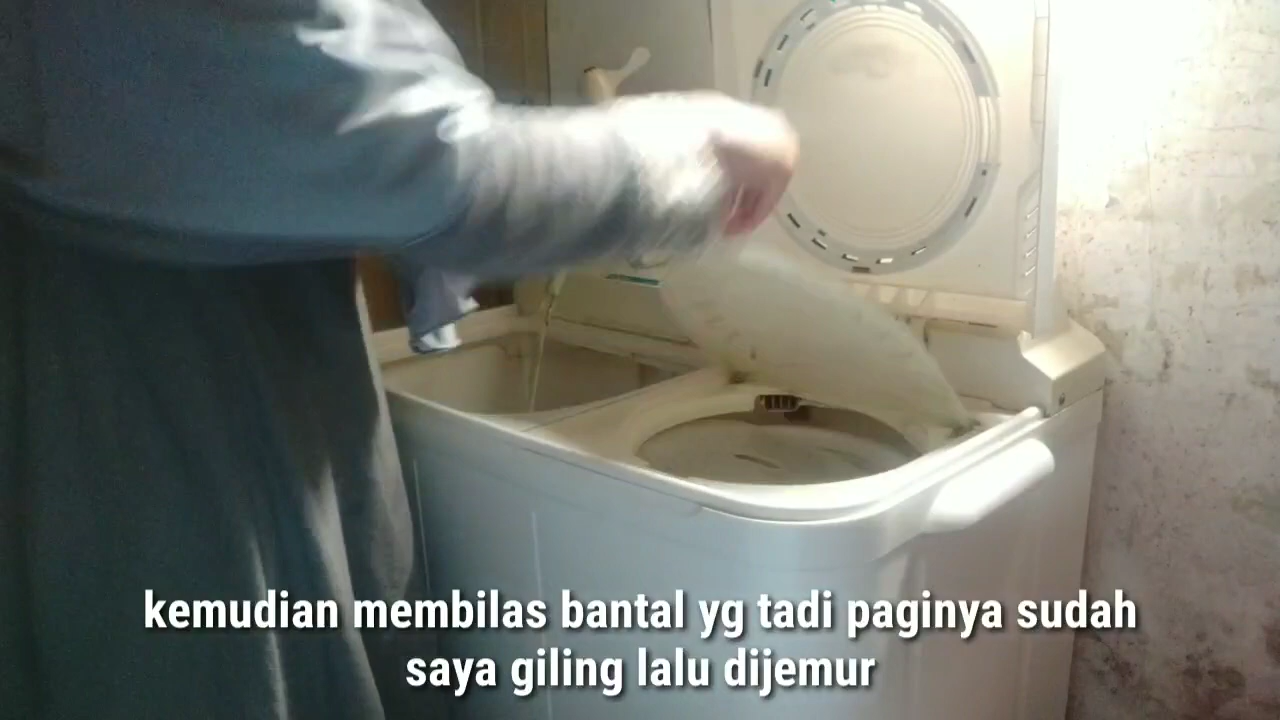 kemudian membilas bantal yg tadi paginya sudah
saya giling lalu dijemur